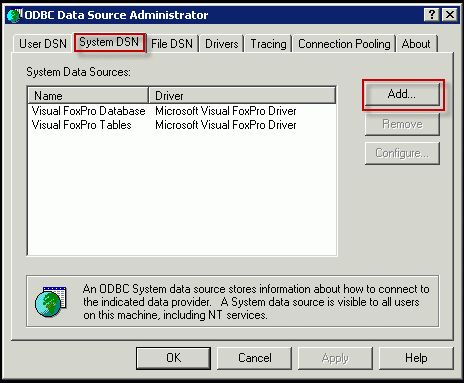 ODBC Data Source Administrator
User DSN System DSN File DSN Drivers Tracing Connection Pooling About
System Data Sources:
Name Driver
Visual FoxPro Database Microsoft Visual FoxPro Driver
Visual FoxPro Tables Microsoft Visual FoxPro Driver
Add...
Remove
Configure...
An ODBC System data source stores information about how to connect to
the indicated data provider. A System data source is visible to all users
on this machine, including NT services.
OK Cancel Apply Help